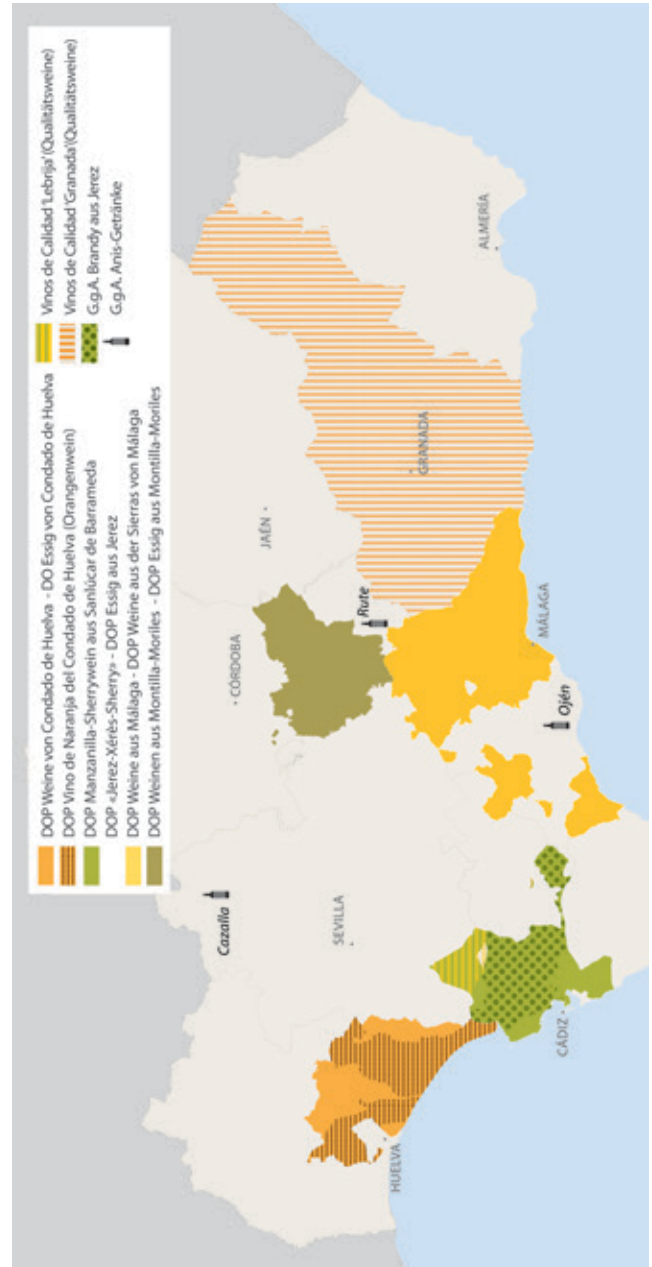 DOP Weine von Condado de Huelva - DO Essig von Condado de Huelva
DOP Vino de Naranja del Condado de Huelva (Orangenwein)
DOP Manzanilla-Sherrywein aus Sanlúcar de Barrameda
DOP «Jerez-Xérès-Sherry» - DOP Essig aus Jerez
DOP Weine aus Málaga - DOP Weine aus der Sierras von Málaga
DOP Weinen aus Montilla-Moriles - DOP Essig aus Montilla-Moriles
Vinos de Calidad 'Lebrija' (Qualitätsweine)
Vinos de Calidad 'Granada' (Qualitätsweine)
G.g.A. Brandy aus Jerez
G.g.A. Anis-Getränke
Cazalla
CÓRDOBA
JAÉN
SEVILLA
Rute
HUELVA
GRANADA
ALMERÍA
CÁDIZ
Ojén
MÁLAGA